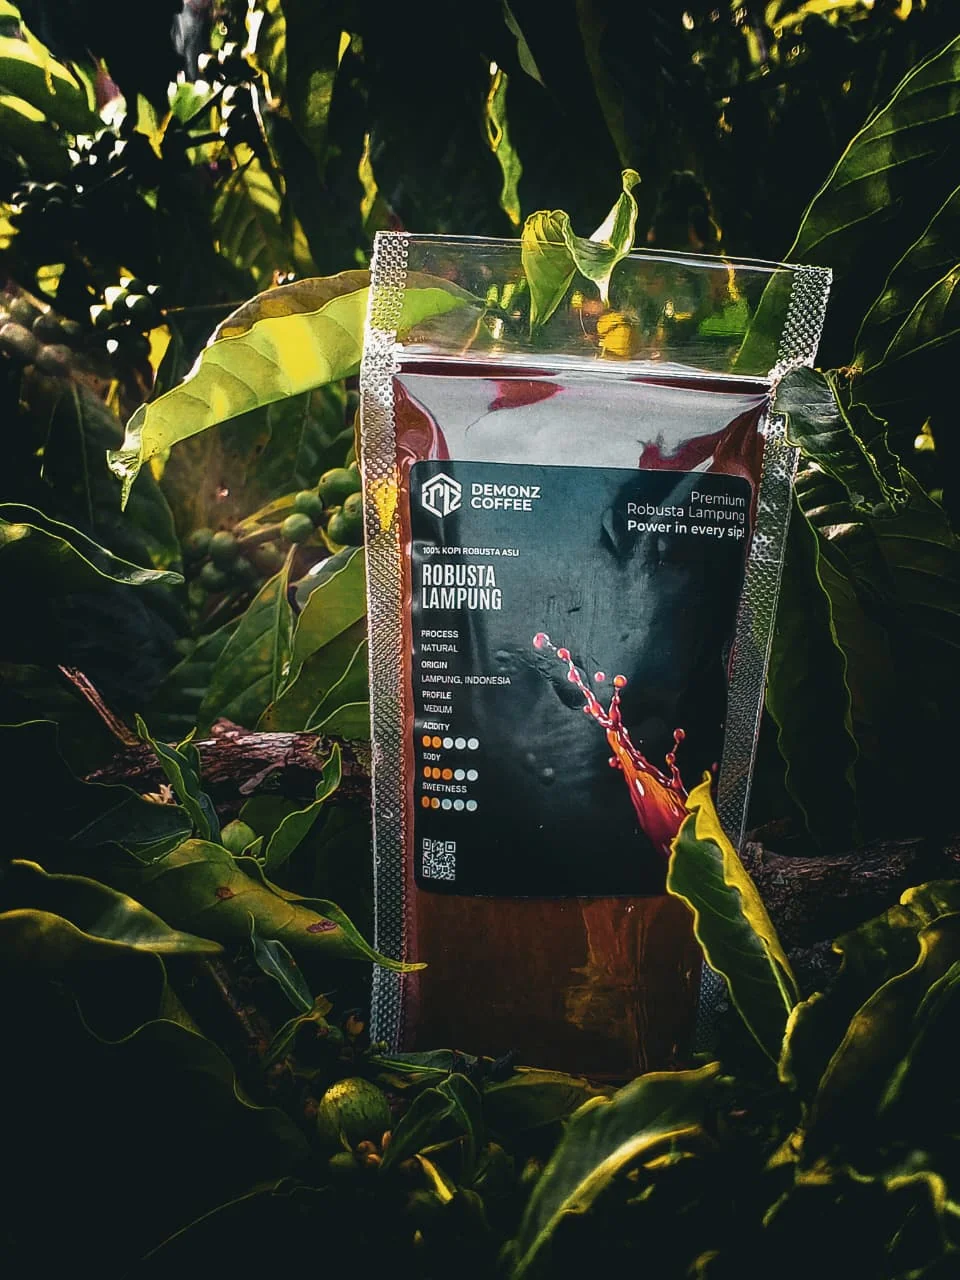 DEMONZ
COFFEE
Premium
Robusta Lampung
Power in every sip!
100% KOPI ROBUSTA ASLI
ROBUSTA
LAMPUNG
PROCESS
NATURAL
ORIGIN
LAMPUNG, INDONESIA
PROFILE
MEDIUM
ACIDITY
BODY
SWEETNESS